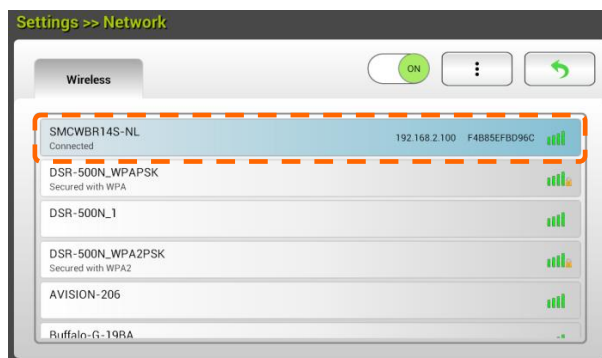 Settings >> Network
Wireless
ON
SMCWBR14S-NL
Connected
192.168.2.100 F4B85EFBD96C
DSR-500N_WPAPSK
Secured with WPA
DSR-500N_1
DSR-500N_WPA2PSK
Secured with WPA2
AVISION-206
Buffalo-G-19BA